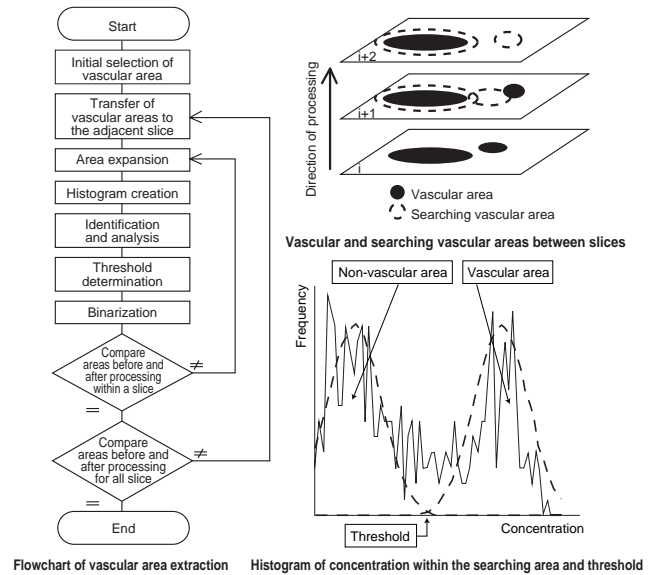 Start
Initial selection of
vascular area
Transfer of
vascular areas to
the adjacent slice
Area expansion
Histogram creation
Identification
and analysis
Threshold
determination
Binarization
Compare
areas before and
after processing
within a slice
≠
=
Compare
areas before and
after processing
for all slice
≠
=
End
Flowchart of vascular area extraction
Direction of processing
i+2
i+1
i
Vascular area
Searching vascular area
Vascular and searching vascular areas between slices
Non-vascular area
Vascular area
Frequency
Threshold
Concentration
Histogram of concentration within the searching area and threshold